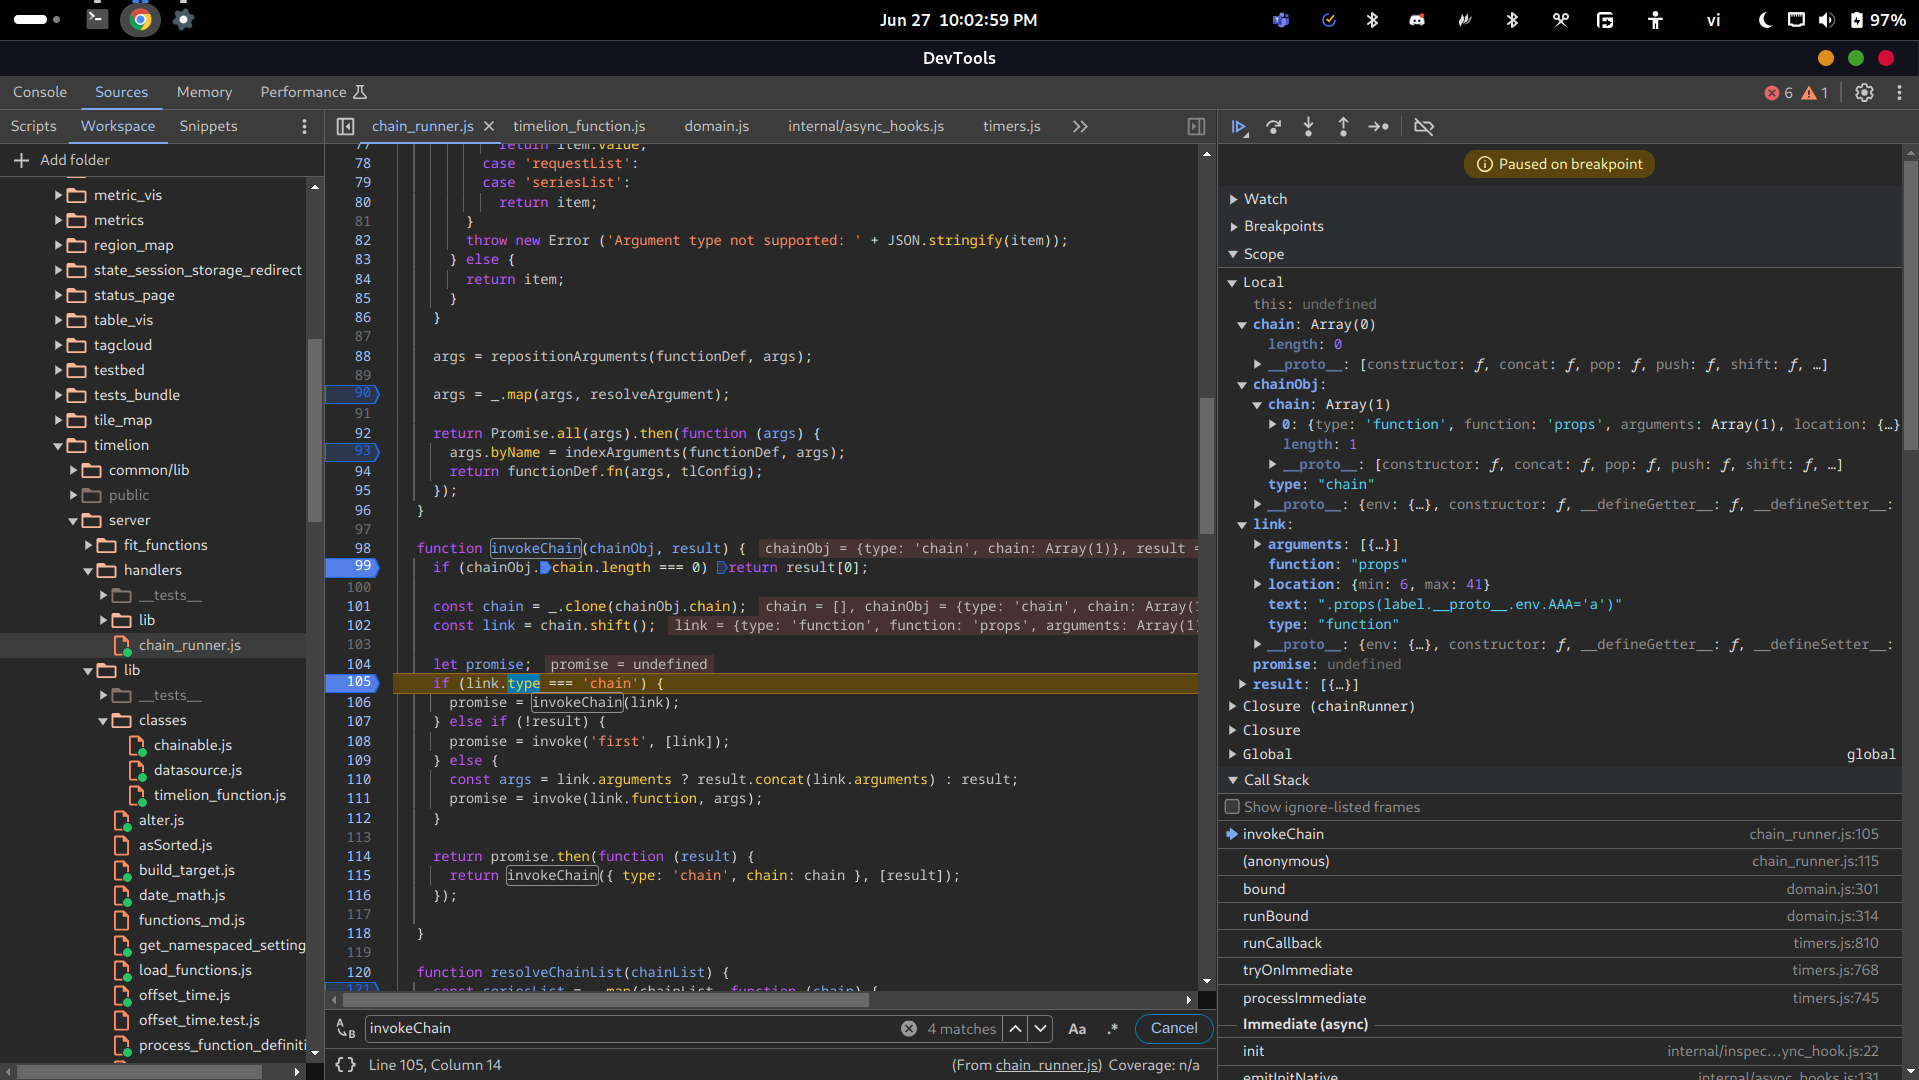 Jun 27 10:02:59 PM
vi
97%
DevTools
Console Sources Memory Performance
6 1
Scripts Workspace Snippets
Add folder
metric_vis
metrics
region_map
state_session_storage_redirect
status_page
table_vis
tagcloud
testbed
tests_bundle
tile_map
timelion
common/lib
public
server
fit_functions
handlers
__tests__
lib
chain_runner.js
lib
__tests__
classes
chainable.js
datasource.js
timelion_function.js
alter.js
asSorted.js
build_target.js
date_math.js
functions_md.js
get_namespaced_setting
load_functions.js
offset_time.js
offset_time.test.js
process_function_definiti
chain_runner.js timelion_function.js domain.js internal/async_hooks.js timers.js
77 return item.value;
78 case 'requestList':
79 case 'seriesList':
80 return item;
81 }
82 throw new Error ('Argument type not supported: ' + JSON.stringify(item));
83 } else {
84 return item;
85 }
86 }
87
88 args = repositionArguments(functionDef, args);
89
90 args = _.map(args, resolveArgument);
91
92 return Promise.all(args).then(function (args) {
93 args.byName = indexArguments(functionDef, args);
94 return functionDef.fn(args, tlConfig);
95 });
96 }
97
98 function invokeChain(chainObj, result) { chainObj = {type: 'chain', chain: Array(1)}, result =
99 if (chainObj.chain.length === 0) return result[0];
100
101 const chain = _.clone(chainObj.chain); chain = [], chainObj = {type: 'chain', chain: Array(1
102 const link = chain.shift(); link = {type: 'function', function: 'props', arguments: Array(1)
103
104 let promise; promise = undefined
105 if (link.type === 'chain') {
106 promise = invokeChain(link);
107 } else if (!result) {
108 promise = invoke('first', [link]);
109 } else {
110 const args = link.arguments ? result.concat(link.arguments) : result;
111 promise = invoke(link.function, args);
112 }
113
114 return promise.then(function (result) {
115 return invokeChain({ type: 'chain', chain: chain }, [result]);
116 });
117
118 }
119
120 function resolveChainList(chainList) {
121 const seriesList = _.map(chainList, function (chain) {
invokeChain 4 matches Aa .* Cancel
{} Line 105, Column 14 (From chain_runner.js) Coverage: n/a
Paused on breakpoint
Watch
Breakpoints
Scope
Local
this: undefined
chain: Array(0)
length: 0
__proto__: [constructor: ƒ, concat: ƒ, pop: ƒ, push: ƒ, shift: ƒ, …]
chainObj:
chain: Array(1)
0: {type: 'function', function: 'props', arguments: Array(1), location: {…}
length: 1
__proto__: [constructor: ƒ, concat: ƒ, pop: ƒ, push: ƒ, shift: ƒ, …]
type: "chain"
__proto__: {env: {…}, constructor: ƒ, __defineGetter__: ƒ, __defineSetter__:
link:
arguments: [{…}]
function: "props"
location: {min: 6, max: 41}
text: ".props(label.__proto__.env.AAA='a')"
type: "function"
__proto__: {env: {…}, constructor: ƒ, __defineGetter__: ƒ, __defineSetter__:
promise: undefined
result: [{…}]
Closure (chainRunner)
Closure
Global global
Call Stack
Show ignore-listed frames
invokeChain chain_runner.js:105
(anonymous) chain_runner.js:115
bound domain.js:301
runBound domain.js:314
runCallback timers.js:810
tryOnImmediate timers.js:768
processImmediate timers.js:745
Immediate (async)
init internal/inspec…ync_hook.js:22
emitInitNative internal/async_hooks.js:131